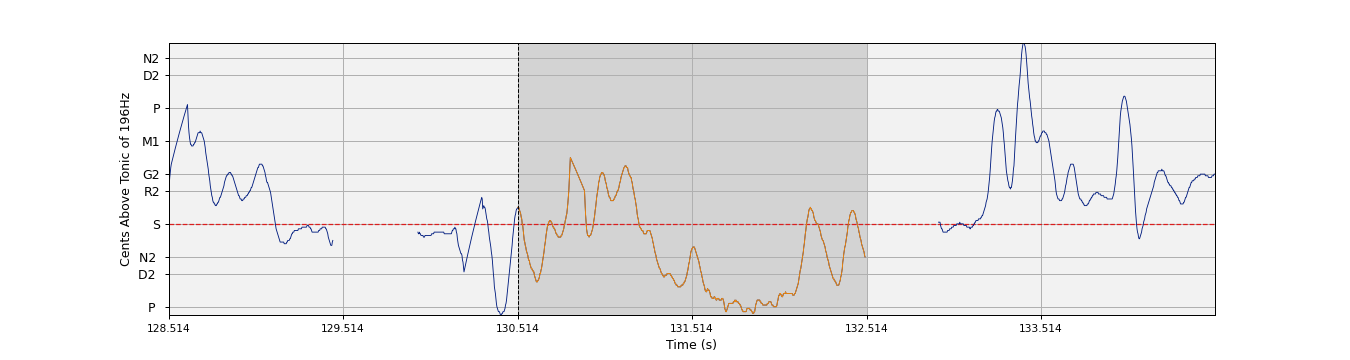 Cents Above Tonic of 196Hz
N2
D2
P
M1
G2
R2
S
N2
D2
P
128.514 129.514 130.514 131.514 132.514 133.514
Time (s)